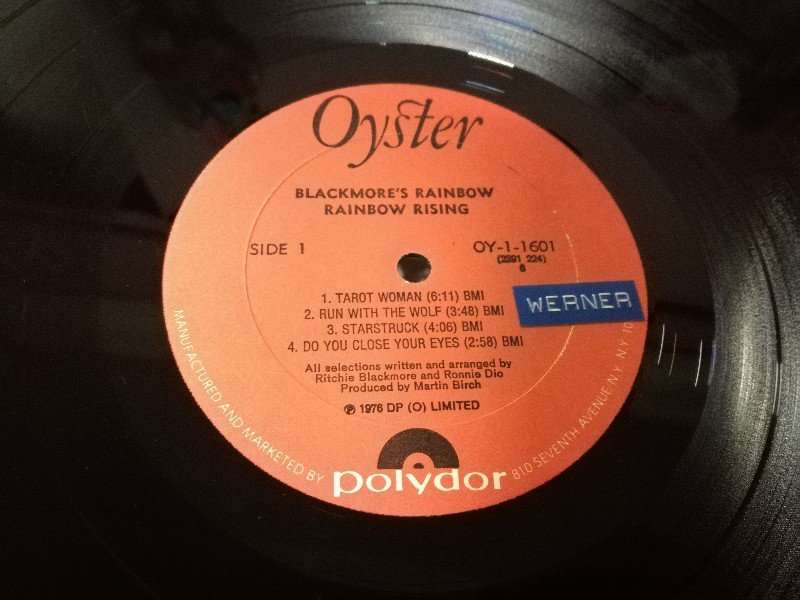 Oyster
BLACKMORE'S RAINBOW
RAINBOW RISING
SIDE 1
OY-1-1601
(2391 224)
6
1. TAROT WOMAN (6:11) BMI
2. RUN WITH THE WOLF (3:48) BMI
3. STARSTRUCK (4:06) BMI
4. DO YOU CLOSE YOUR EYES (2:58) BMI
WERNER
All selections written and arranged by
Ritchie Blackmore and Ronnie Dio
Produced by Martin Birch
℗ 1976 DP (O) LIMITED
MANUFACTURED AND MARKETED BY
polydor
810 SEVENTH AVENUE N.Y. N.Y. 10